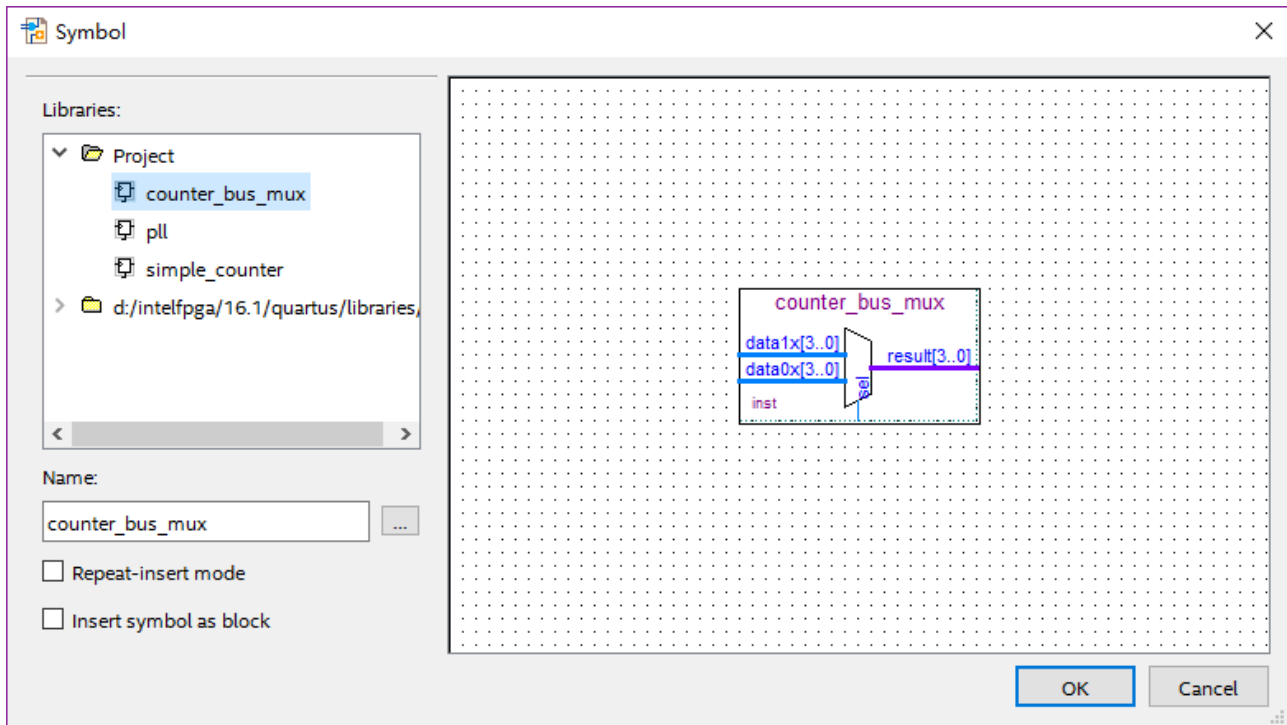 Symbol
Libraries:
Project
counter_bus_mux
pll
simple_counter
d:/intelfpga/16.1/quartus/libraries/
Name:
counter_bus_mux
...
Repeat-insert mode
Insert symbol as block
counter_bus_mux
data1x[3..0]
data0x[3..0]
result[3..0]
sel
inst
OK
Cancel